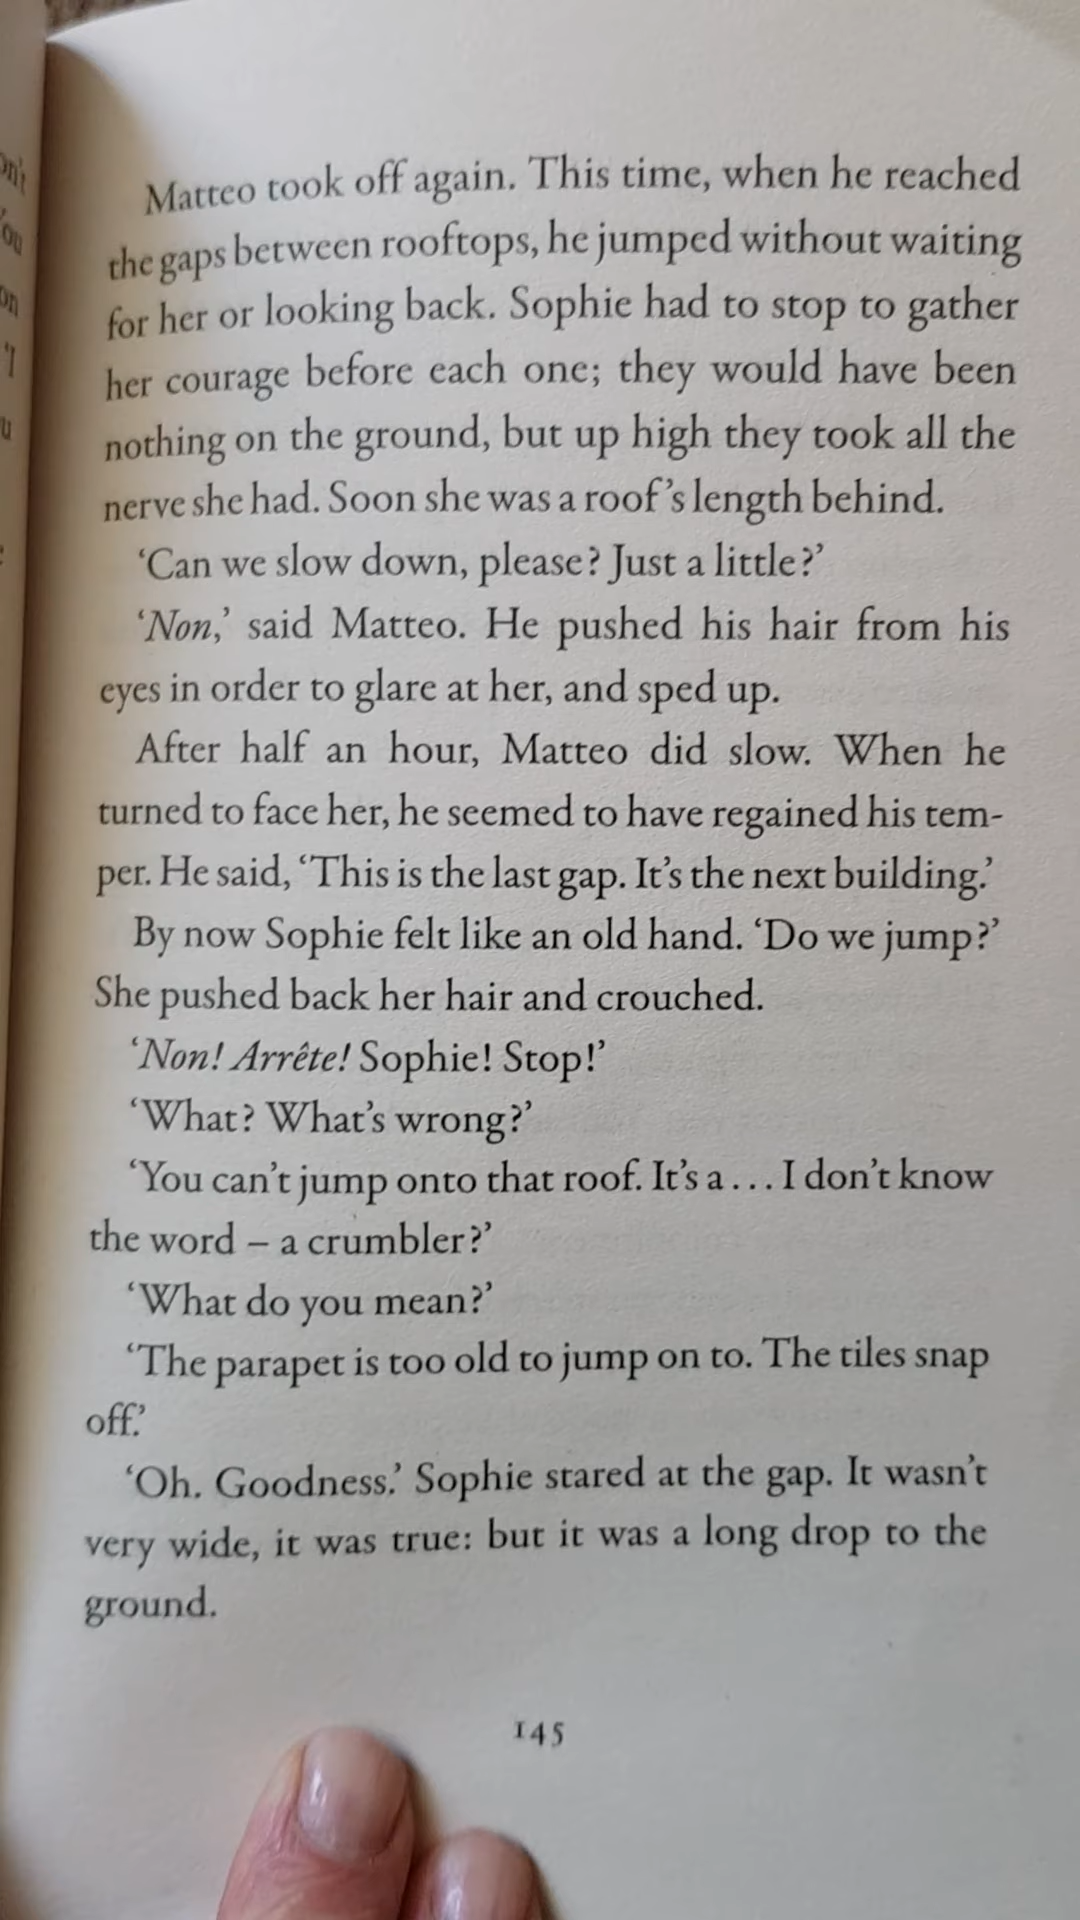 Matteo took off again. This time, when he reached
the gaps between rooftops, he jumped without waiting
for her or looking back. Sophie had to stop to gather
her courage before each one; they would have been
nothing on the ground, but up high they took all the
nerve she had. Soon she was a roof’s length behind.
‘Can we slow down, please? Just a little?’
‘Non,’ said Matteo. He pushed his hair from his
eyes in order to glare at her, and sped up.
After half an hour, Matteo did slow. When he
turned to face her, he seemed to have regained his tem-
per. He said, ‘This is the last gap. It’s the next building.’
By now Sophie felt like an old hand. ‘Do we jump?’
She pushed back her hair and crouched.
‘Non! Arrête! Sophie! Stop!’
‘What? What’s wrong?’
‘You can’t jump onto that roof. It’s a . . . I don’t know
the word – a crumbler?’
‘What do you mean?’
‘The parapet is too old to jump on to. The tiles snap
off.’
‘Oh. Goodness.’ Sophie stared at the gap. It wasn’t
very wide, it was true: but it was a long drop to the
ground.
145